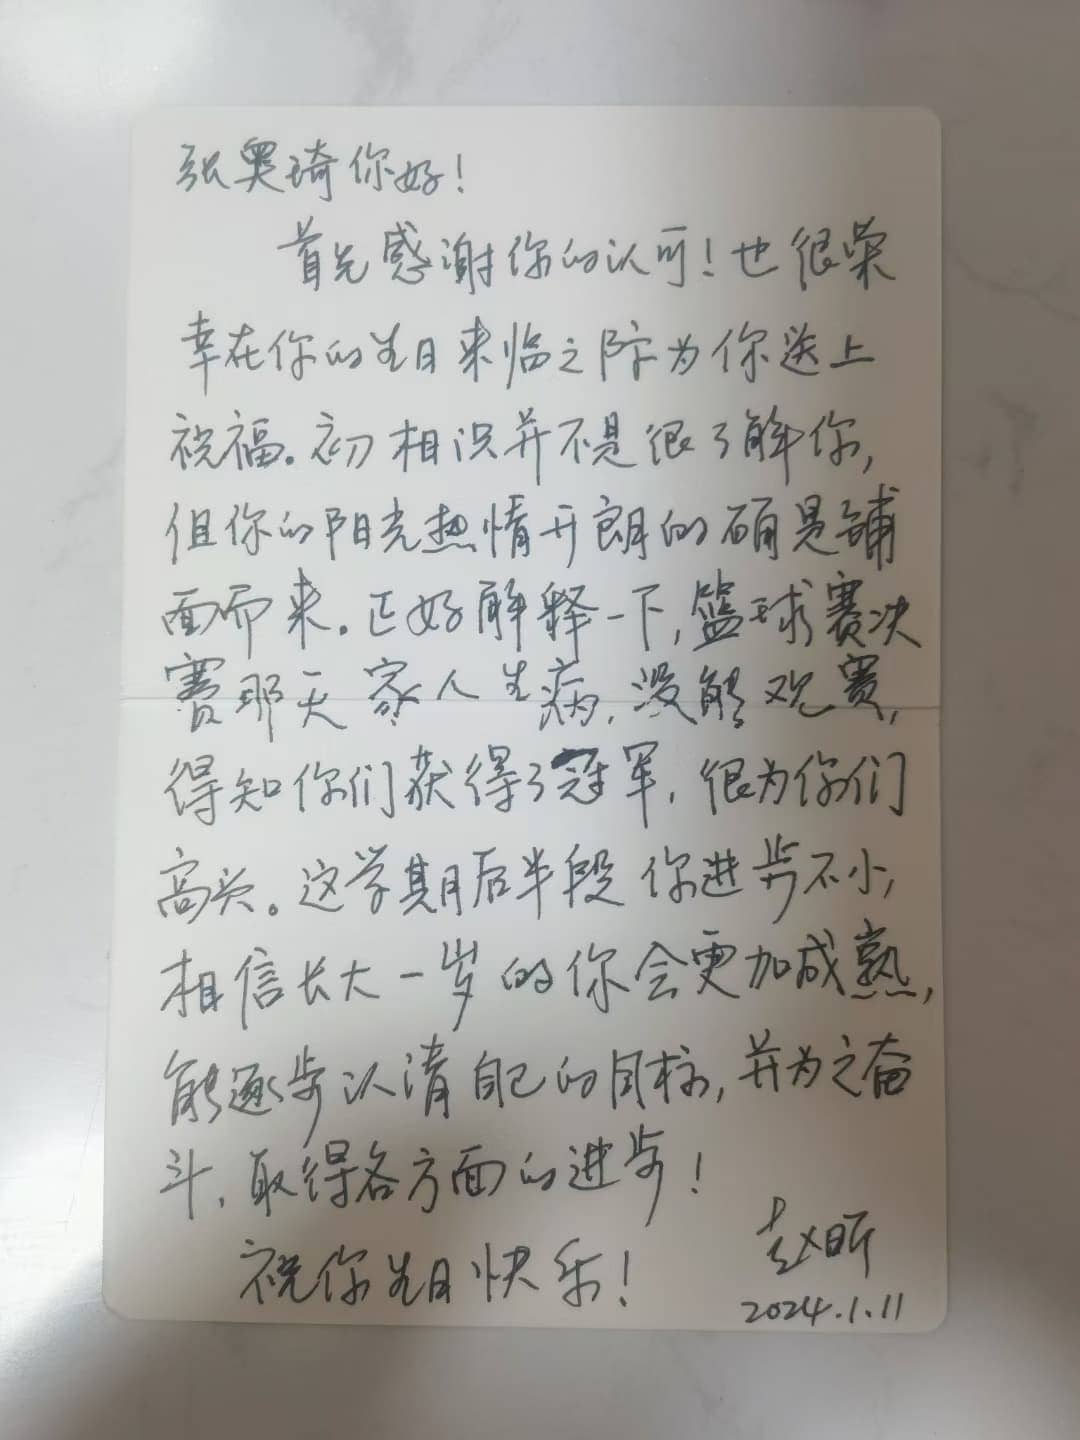 张奥琦你好！
首先感谢你的认可！也很荣
幸在你的生日来临之际为你送上
祝福。初相识并不是很了解你，
但你的阳光热情开朗的确是铺
面而来。正好解释一下，篮球赛决
赛那天家人生病，没能观赛，
得知你们获得了冠军，很为你们
高兴。这学期后半段你进步不小，
相信长大一岁的你会更加成熟，
能逐步认清自己的目标，并为之奋
斗，取得各方面的进步！
祝你生日快乐！
赵昕
2024.1.11